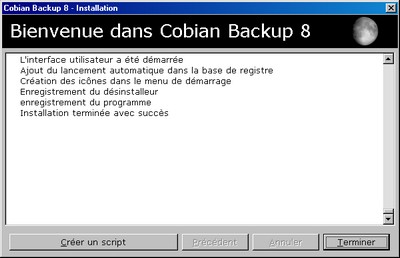 Cobian Backup 8 - Installation
Bienvenue dans Cobian Backup 8
L'interface utilisateur a été démarrée
Ajout du lancement automatique dans la base de registre
Création des icônes dans le menu de démarrage
Enregistrement du désinstalleur
enregistrement du programme
Installation terminée avec succès
Créer un script
Précédent
Annuler
Terminer